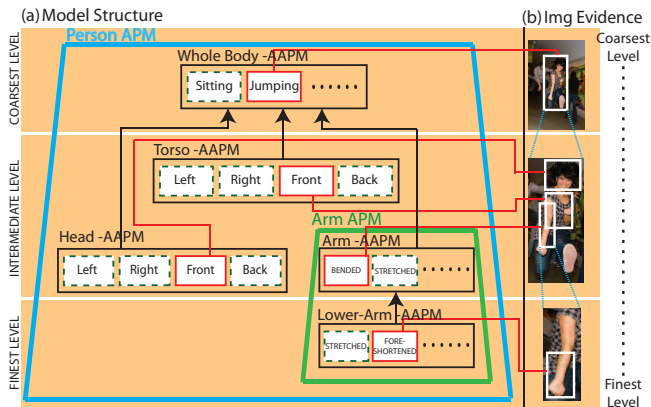 (a) Model Structure
(b) Img Evidence
COARSEST LEVEL
Person APM
Whole Body -AAPM
Sitting
Jumping
Coarsest
Level
INTERMEDIATE LEVEL
Torso -AAPM
Left
Right
Front
Back
Arm APM
Head -AAPM
Left
Right
Front
Back
Arm -AAPM
BENDED
STRETCHED
FINEST LEVEL
Lower-Arm -AAPM
STRETCHED
FORE-
SHORTENED
Finest
Level